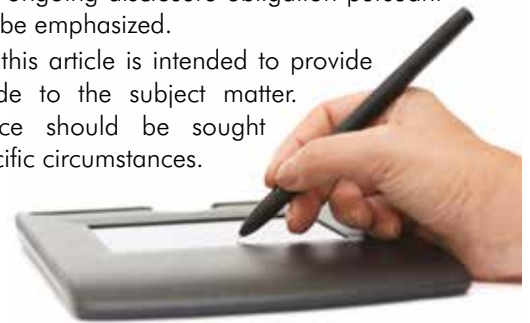 ongoing disclosure obligation pursuant
be emphasized.
this article is intended to provide
de to the subject matter.
ce should be sought
cific circumstances.